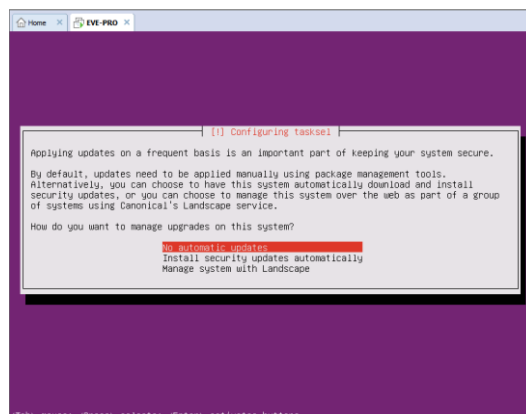 Home × EVE-PRO ×
[!] Configuring tasksel
Applying updates on a frequent basis is an important part of keeping your system secure.
By default, updates need to be applied manually using package management tools.
Alternatively, you can choose to have this system automatically download and install
security updates, or you can choose to manage this system over the web as part of a group
of systems using Canonical's Landscape service.
How do you want to manage upgrades on this system?
No automatic updates
Install security updates automatically
Manage system with Landscape